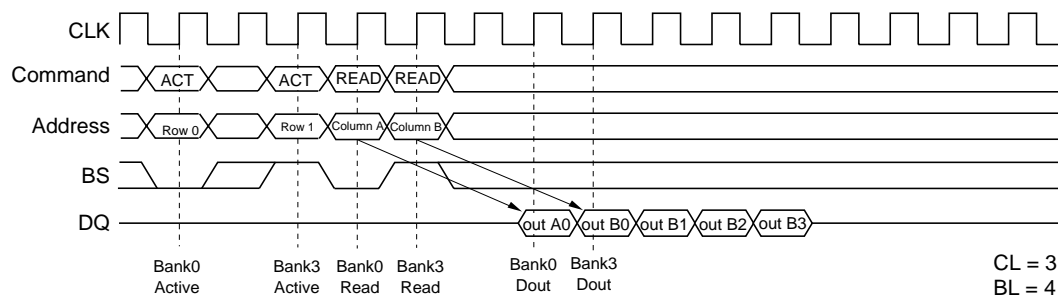 CLK
Command ACT ACT READ READ
Address Row 0 Row 1 Column A Column B
BS
DQ out A0 out B0 out B1 out B2 out B3
Bank0 Bank3 Bank0 Bank3 Bank0 Bank3
Active Active Read Read Dout Dout
CL = 3
BL = 4